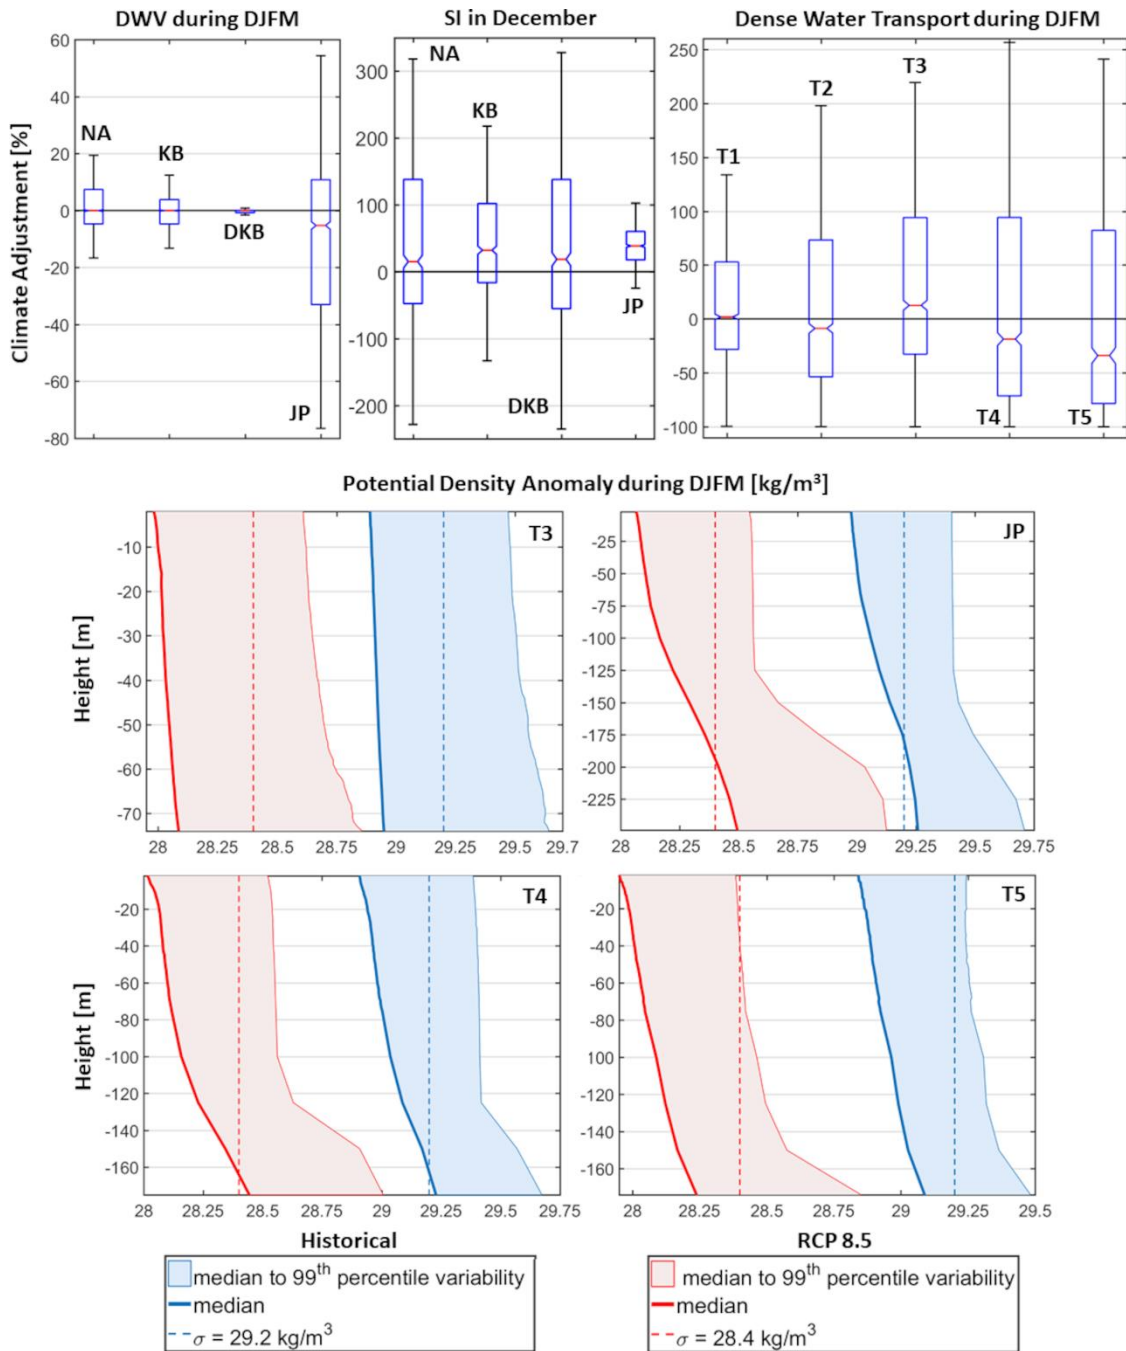 DWV during DJFM
SI in December
Dense Water Transport during DJFM
Climate Adjustment [%]
60
40
20
0
-20
-40
-60
-80
NA
KB
DKB
JP
300
200
100
0
-100
-200
NA
KB
DKB
JP
250
200
150
100
50
0
-50
-100
T1
T2
T3
T4
T5
Potential Density Anomaly during DJFM [kg/m³]
Height [m]
T3
-10
-20
-30
-40
-50
-60
-70
28 28.25 28.5 28.75 29 29.25 29.5 29.7
JP
-25
-50
-75
-100
-125
-150
-175
-200
-225
28.25 28.5 28.75 29 29.25 29.5 29.75
Height [m]
T4
-20
-40
-60
-80
-100
-120
-140
-160
28 28.25 28.5 28.75 29 29.25 29.5 29.75
T5
-20
-40
-60
-80
100
-120
-140
-160
28 28.25 28.5 28.75 29 29.25 29.5
Historical
median to 99th percentile variability
median
σ = 29.2 kg/m³
RCP 8.5
median to 99th percentile variability
median
σ = 28.4 kg/m³